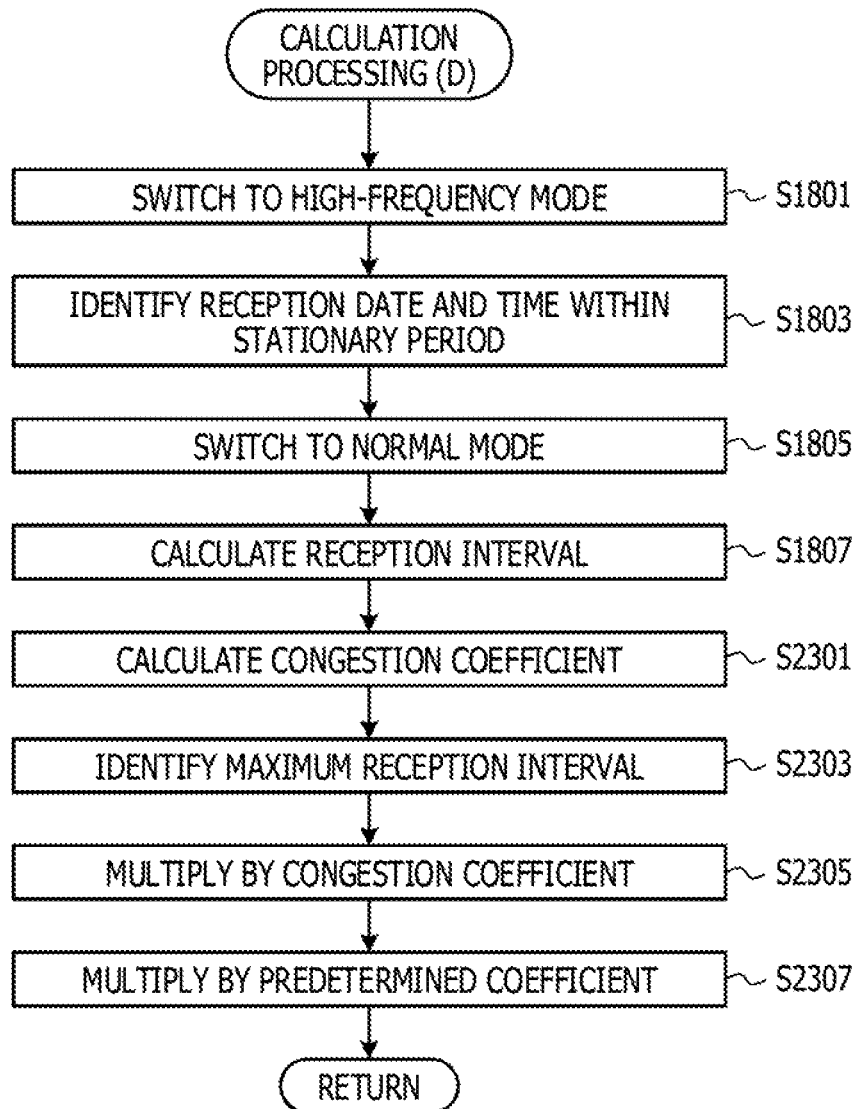 CALCULATION
PROCESSING (D)
SWITCH TO HIGH-FREQUENCY MODE
S1801
IDENTIFY RECEPTION DATE AND TIME WITHIN
STATIONARY PERIOD
S1803
SWITCH TO NORMAL MODE
S1805
CALCULATE RECEPTION INTERVAL
S1807
CALCULATE CONGESTION COEFFICIENT
S2301
IDENTIFY MAXIMUM RECEPTION INTERVAL
S2303
MULTIPLY BY CONGESTION COEFFICIENT
S2305
MULTIPLY BY PREDETERMINED COEFFICIENT
S2307
RETURN